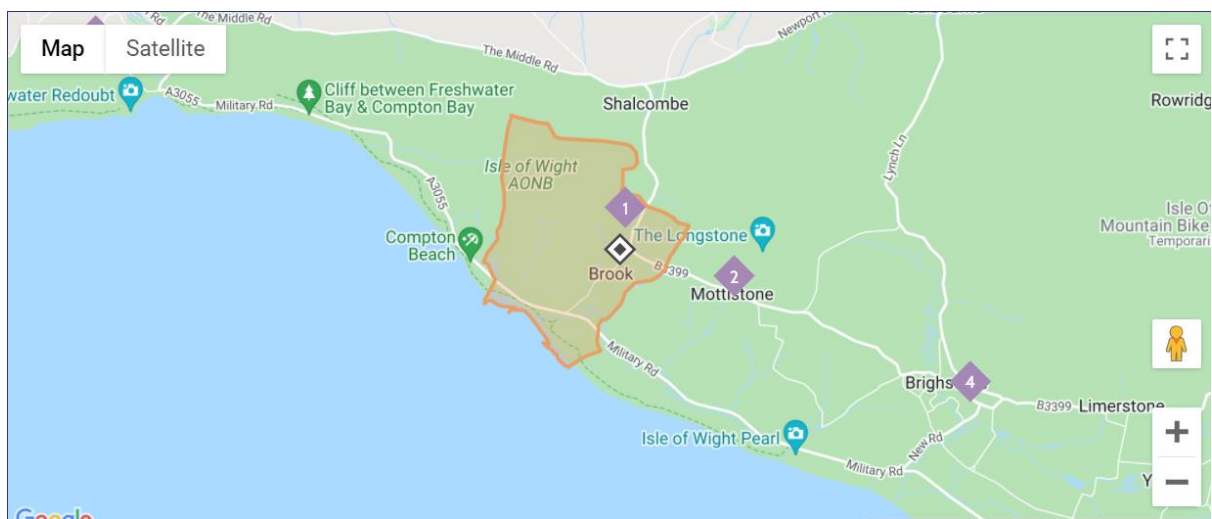 Map
Satellite
The Middle Rd
Newport Rd
The Middle Rd
Rowridg
water Redoubt
A3055
Military Rd
Cliff between Freshwater
Bay & Compton Bay
Shalcombe
Lynch Ln
Isle of Wight
AONB
A3055
1
Isle O
Mountain Bike
Temporari
Compton
Beach
The Longstone
Brook
B3399
2
Mottistone
Military Rd
Brighs
4
B3399
Limerstone
Isle of Wight Pearl
New Rd
Military Rd
Y
Google